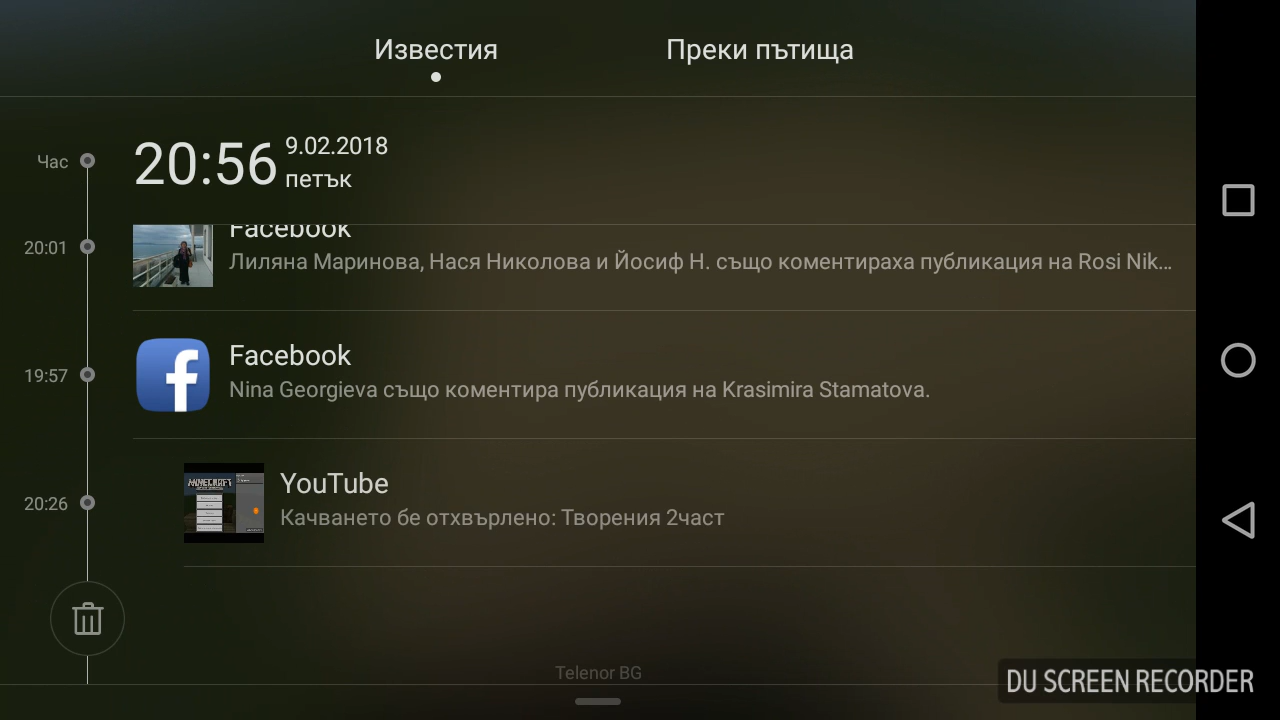 Известия
Преки пътища
Час
20:56
9.02.2018
петък
20:01
Facebook
Лиляна Маринова, Нася Николова и Йосиф Н. също коментираха публикация на Rosi Nik...
19:57
Facebook
Nina Georgieva също коментира публикация на Krasimira Stamatova.
20:26
MINECRAFT
YouTube
Качването бе отхвърлено: Творения 2част
Telenor BG
DU SCREEN RECORDER